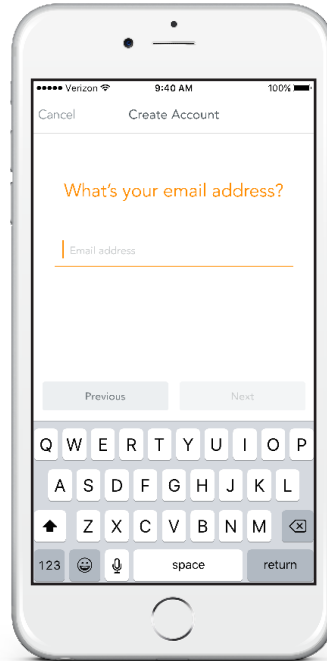 Verizon 9:40 AM 100%
Cancel Create Account
What's your email address?
Email address
Previous Next
Q W E R T Y U I O P
A S D F G H J K L
Z X C V B N M
123 space return